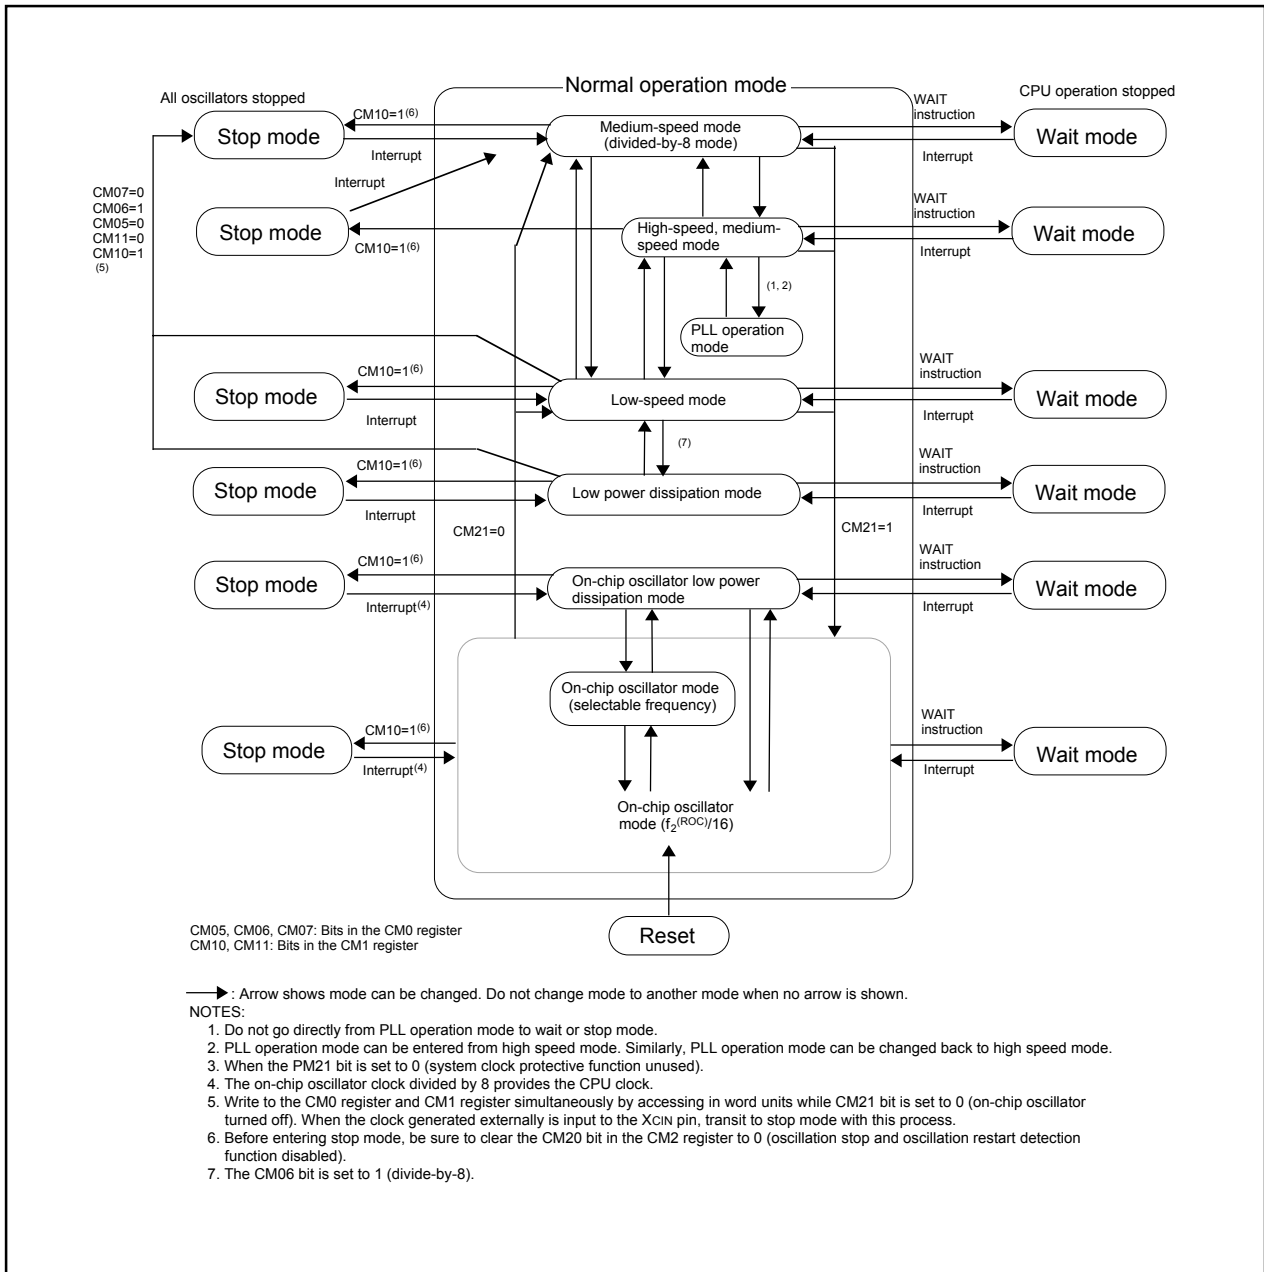 Normal operation mode
All oscillators stopped
CPU operation stopped
Stop mode
CM10=1(6)
Interrupt
Medium-speed mode
(divided-by-8 mode)
WAIT
instruction
Interrupt
Wait mode
CM07=0
CM06=1
CM05=0
CM11=0
CM10=1
(5)
Interrupt
Stop mode
CM10=1(6)
High-speed, medium-
speed mode
WAIT
instruction
Interrupt
Wait mode
(1, 2)
PLL operation
mode
Stop mode
CM10=1(6)
Interrupt
Low-speed mode
WAIT
instruction
Interrupt
Wait mode
(7)
Stop mode
CM10=1(6)
Interrupt
Low power dissipation mode
WAIT
instruction
Interrupt
Wait mode
CM21=0
CM21=1
Stop mode
CM10=1(6)
Interrupt(4)
On-chip oscillator low power
dissipation mode
WAIT
instruction
Interrupt
Wait mode
On-chip oscillator mode
(selectable frequency)
Stop mode
CM10=1(6)
Interrupt(4)
WAIT
instruction
Interrupt
Wait mode
On-chip oscillator
mode (f2(ROC)/16)
Reset
CM05, CM06, CM07: Bits in the CM0 register
CM10, CM11: Bits in the CM1 register
: Arrow shows mode can be changed. Do not change mode to another mode when no arrow is shown.
NOTES:
1. Do not go directly from PLL operation mode to wait or stop mode.
2. PLL operation mode can be entered from high speed mode. Similarly, PLL operation mode can be changed back to high speed mode.
3. When the PM21 bit is set to 0 (system clock protective function unused).
4. The on-chip oscillator clock divided by 8 provides the CPU clock.
5. Write to the CM0 register and CM1 register simultaneously by accessing in word units while CM21 bit is set to 0 (on-chip oscillator
turned off). When the clock generated externally is input to the XCIN pin, transit to stop mode with this process.
6. Before entering stop mode, be sure to clear the CM20 bit in the CM2 register to 0 (oscillation stop and oscillation restart detection
function disabled).
7. The CM06 bit is set to 1 (divide-by-8).